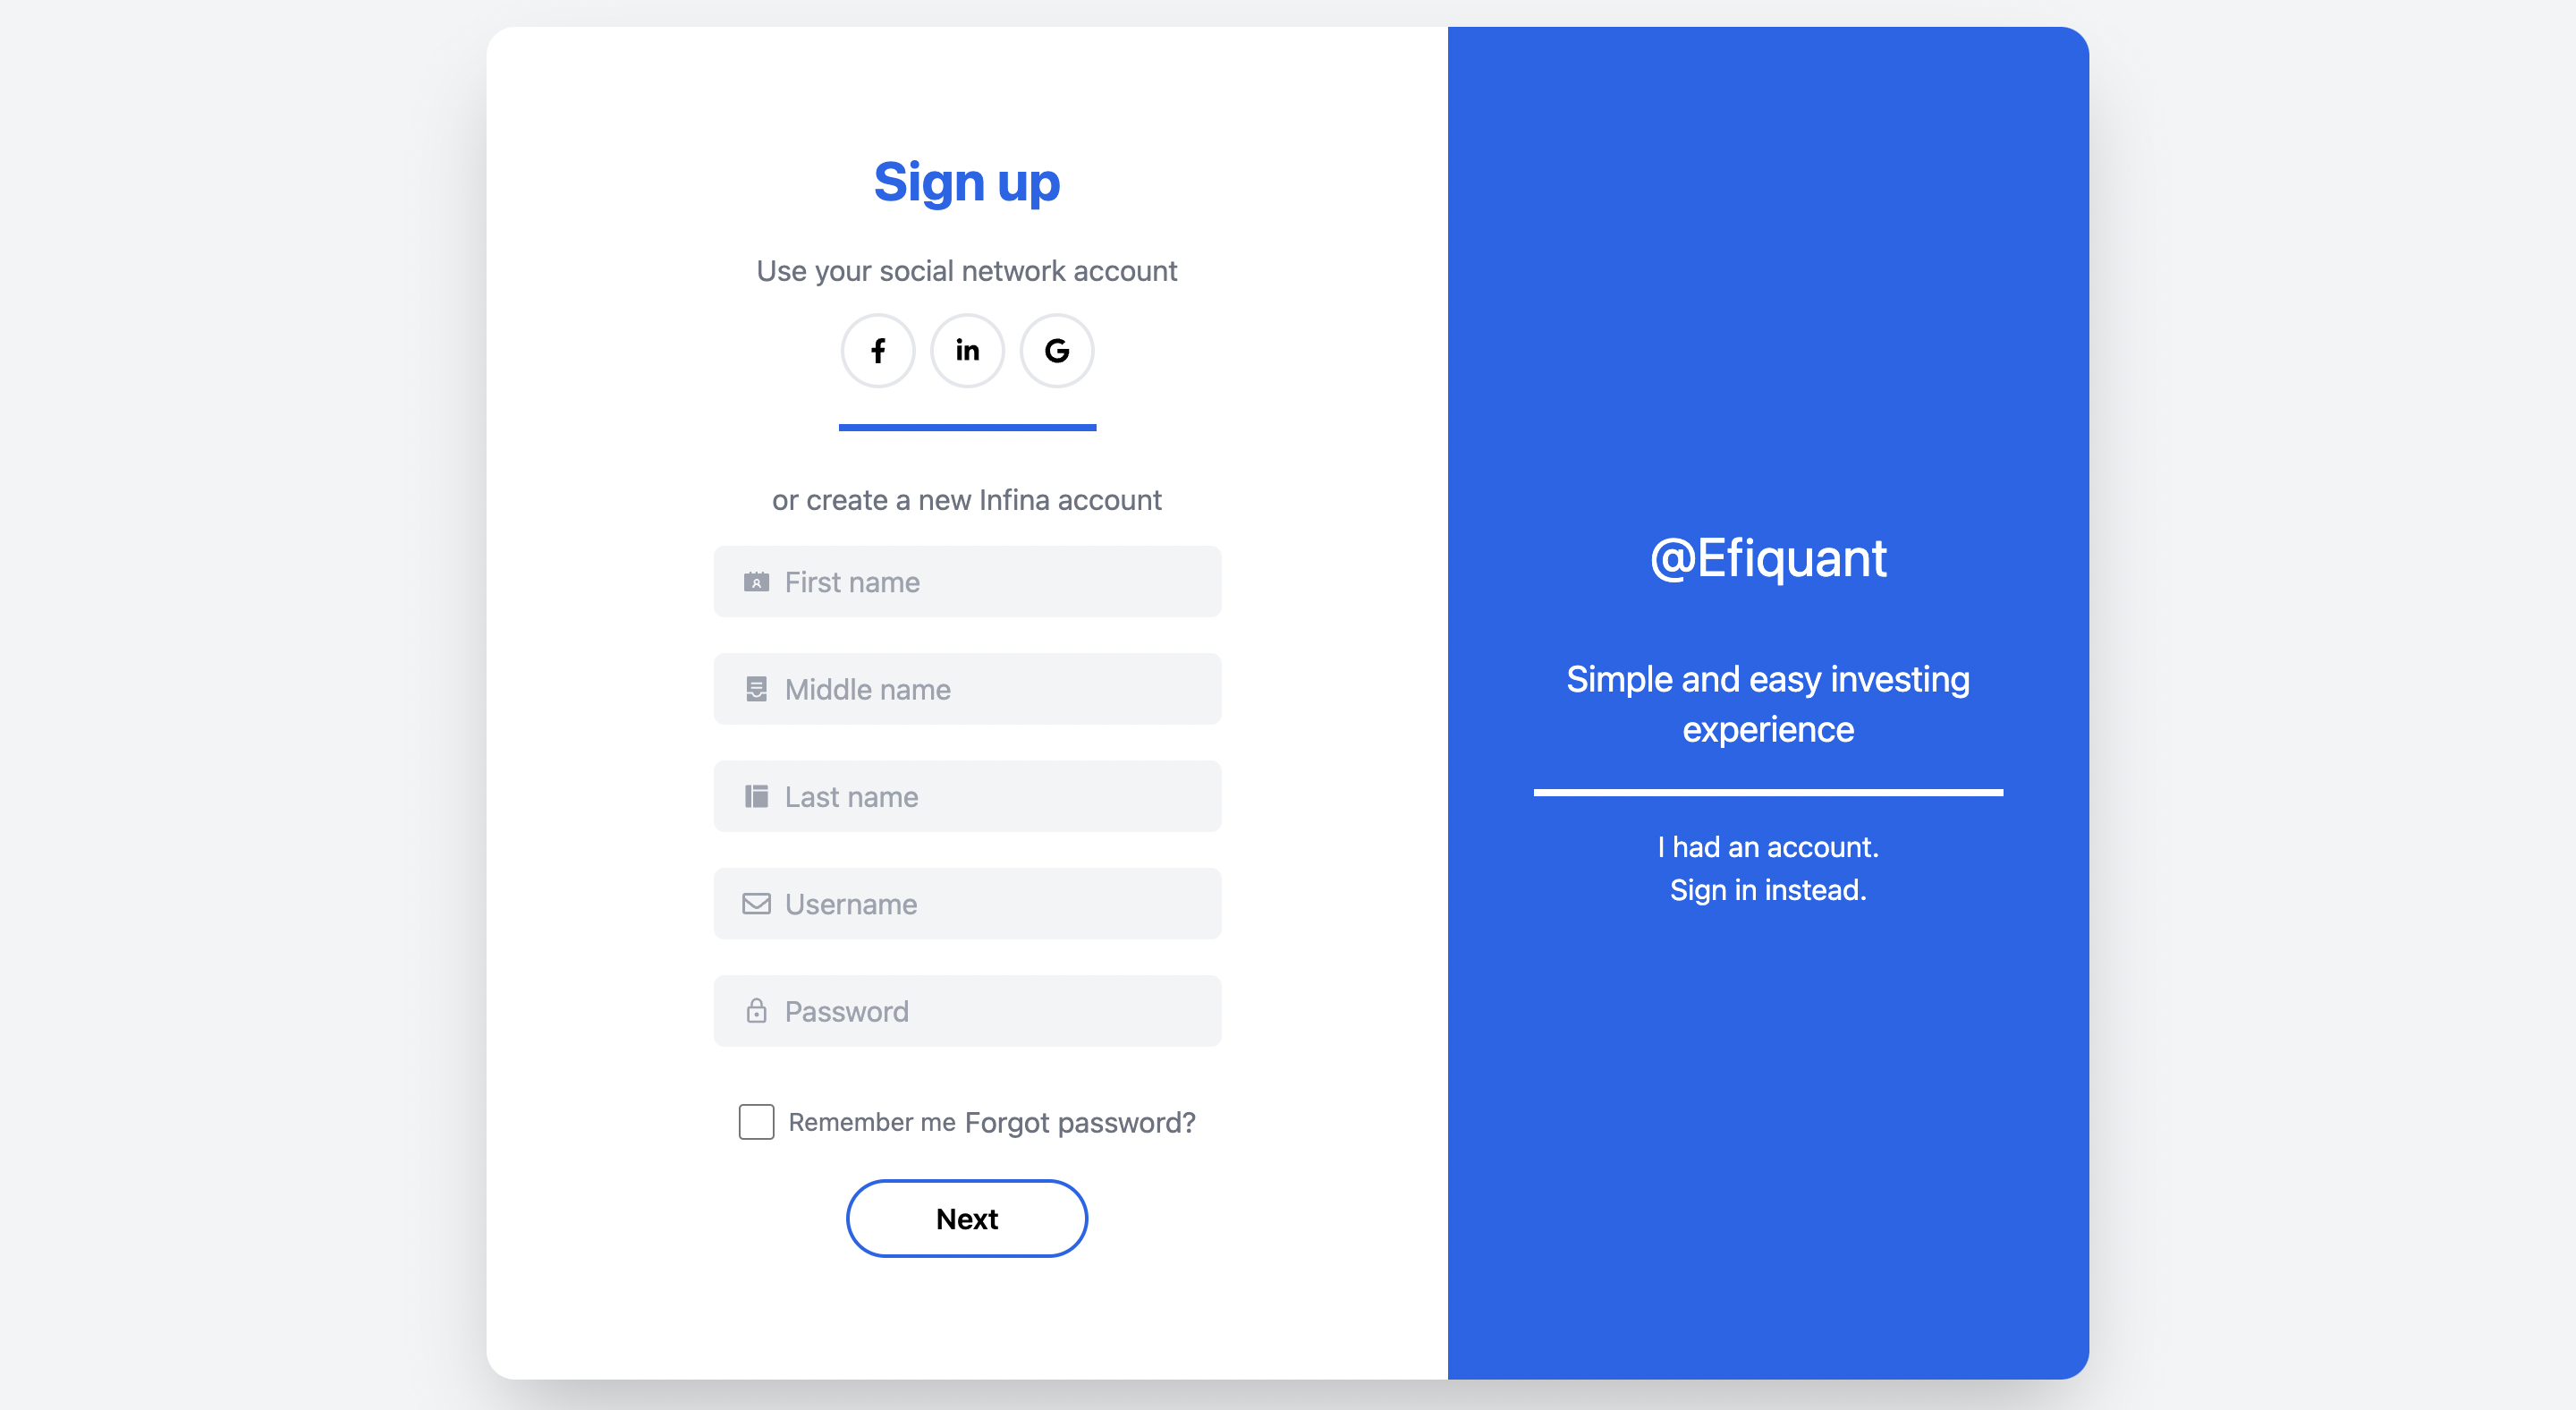 Sign up
Use your social network account
f
in
G
or create a new Infina account
First name
Middle name
Last name
Username
Password
Remember me Forgot password?
Next
@Efiquant
Simple and easy investing
experience
I had an account.
Sign in instead.